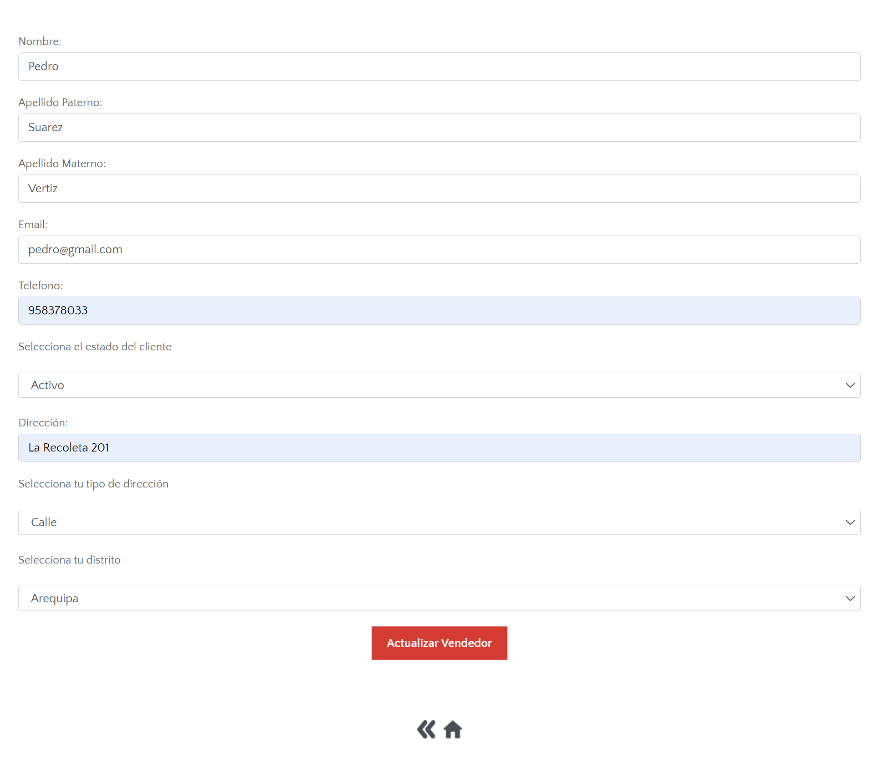 Nombre:
Pedro
Apellido Paterno:
Suarez
Apellido Materno:
Vertiz
Email:
pedro@gmail.com
Telefono:
958378033
Selecciona el estado del cliente
Activo
Dirección:
La Recoleta 201
Selecciona tu tipo de dirección
Calle
Selecciona tu distrito
Arequipa
Actualizar Vendedor